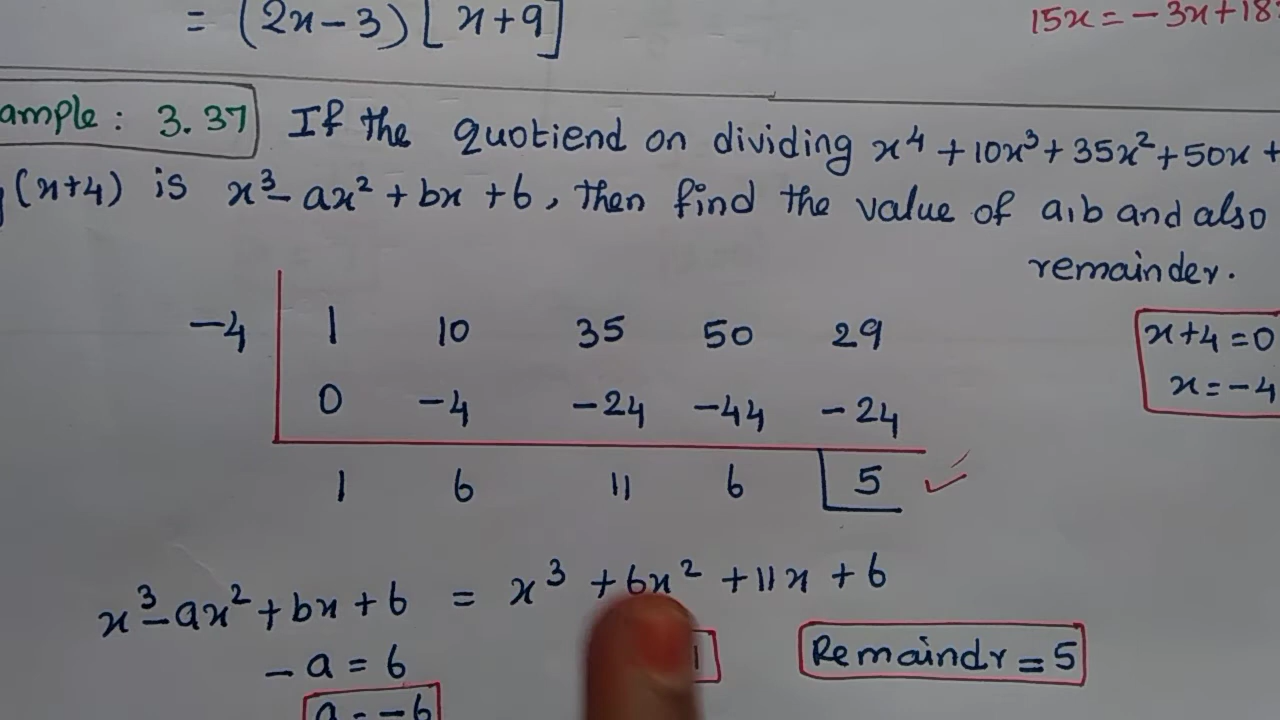 = (2x-3) [x+9]
15x = -3x+18x
ample: 3.37 If the quotiend on dividing x⁴ + 10x³ + 35x² + 50x +
(x+4) is x³ - ax² + bx + 6, then find the value of a,b and also
remainder.
-4 1 10 35 50 29
0 -4 -24 -44 -24
1 6 11 6 5 ✓
x+4=0
x=-4
x³ - ax² + bx + 6 = x³ + 6x² + 11x + 6
-a = 6
Remaindr = 5
a = -6